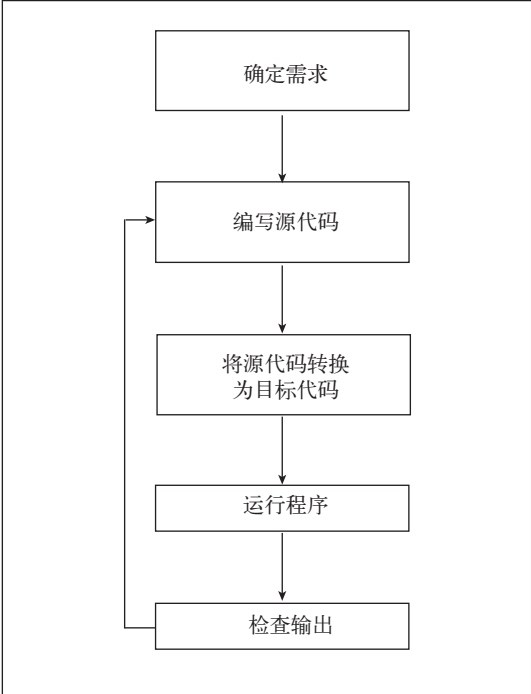 确定需求
编写源代码
将源代码转换
为目标代码
运行程序
检查输出